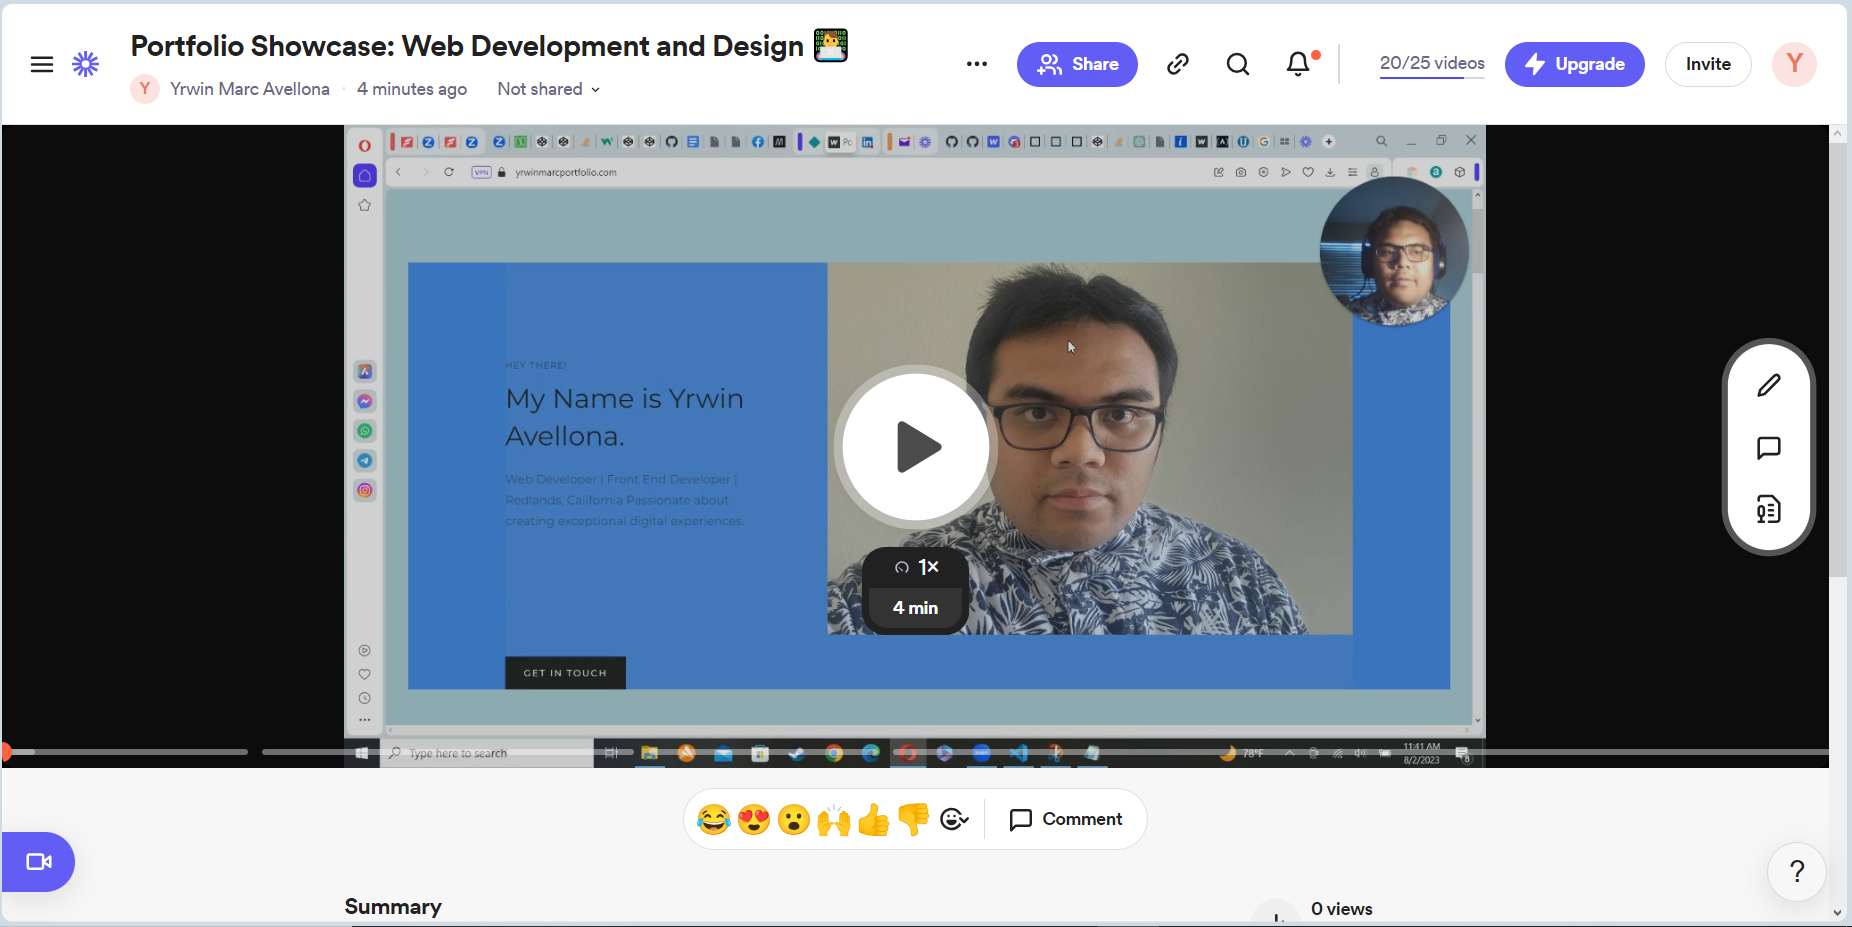 Portfolio Showcase: Web Development and Design
Y Yrwin Marc Avellona · 4 minutes ago Not shared
Share
20/25 videos
Upgrade
Invite
Y
VPN yrwinmarcportfolio.com
HEY THERE!
My Name is Yrwin
Avellona.
Web Developer | Front End Developer |
Redlands, California Passionate about
creating exceptional digital experiences.
GET IN TOUCH
1×
4 min
Type here to search
78°F
11:41 AM
8/2/2023
Comment
?
Summary
0 views